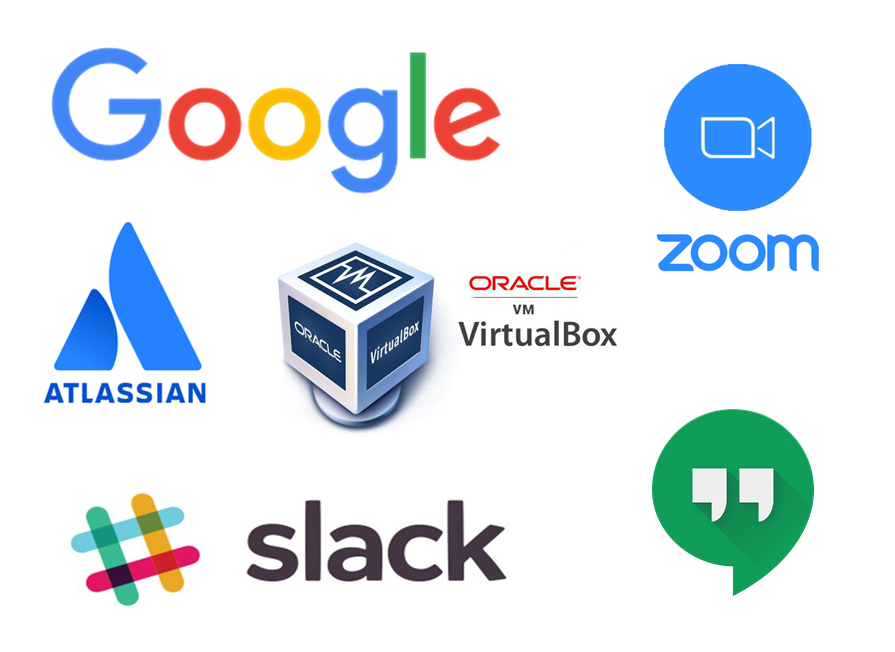 Google
zoom
ATLASSIAN
ORACLE
VirtualBox
ORACLE®
VM
VirtualBox
slack